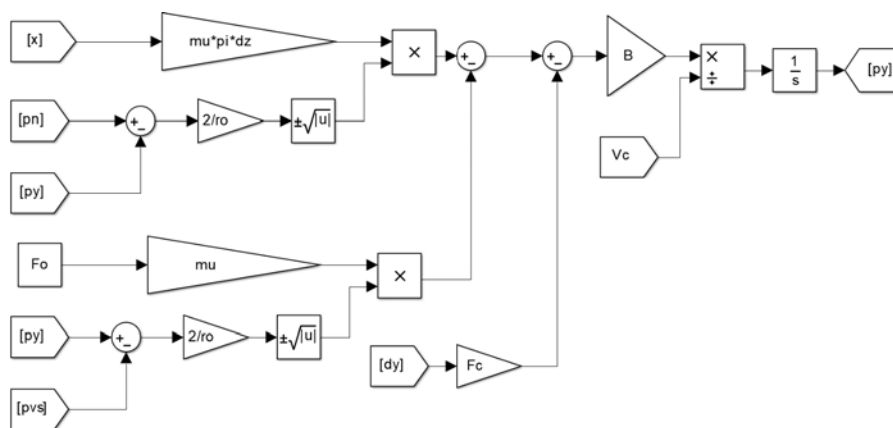 [x]
mu*pi*dz
×
+
-
+
-
B
×
÷
1
s
[py]
[pn]
+
-
2/ro
±√|u|
[py]
Vc
Fo
mu
×
[py]
+
-
2/ro
±√|u|
[dy]
Fc
[pvs]